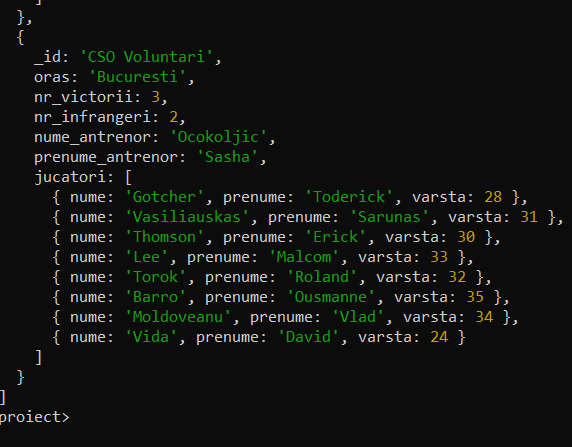 ]
},
{
_id: 'CSO Voluntari',
oras: 'Bucuresti',
nr_victorii: 3,
nr_infrangeri: 2,
nume_antrenor: 'Ocokoljic',
prenume_antrenor: 'Sasha',
jucatori: [
{ nume: 'Gotcher', prenume: 'Toderick', varsta: 28 },
{ nume: 'Vasiliauskas', prenume: 'Sarunas', varsta: 31 },
{ nume: 'Thomson', prenume: 'Erick', varsta: 30 },
{ nume: 'Lee', prenume: 'Malcom', varsta: 33 },
{ nume: 'Torok', prenume: 'Roland', varsta: 32 },
{ nume: 'Barro', prenume: 'Ousmanne', varsta: 35 },
{ nume: 'Moldoveanu', prenume: 'Vlad', varsta: 34 },
{ nume: 'Vida', prenume: 'David', varsta: 24 }
]
}
]
proiect>